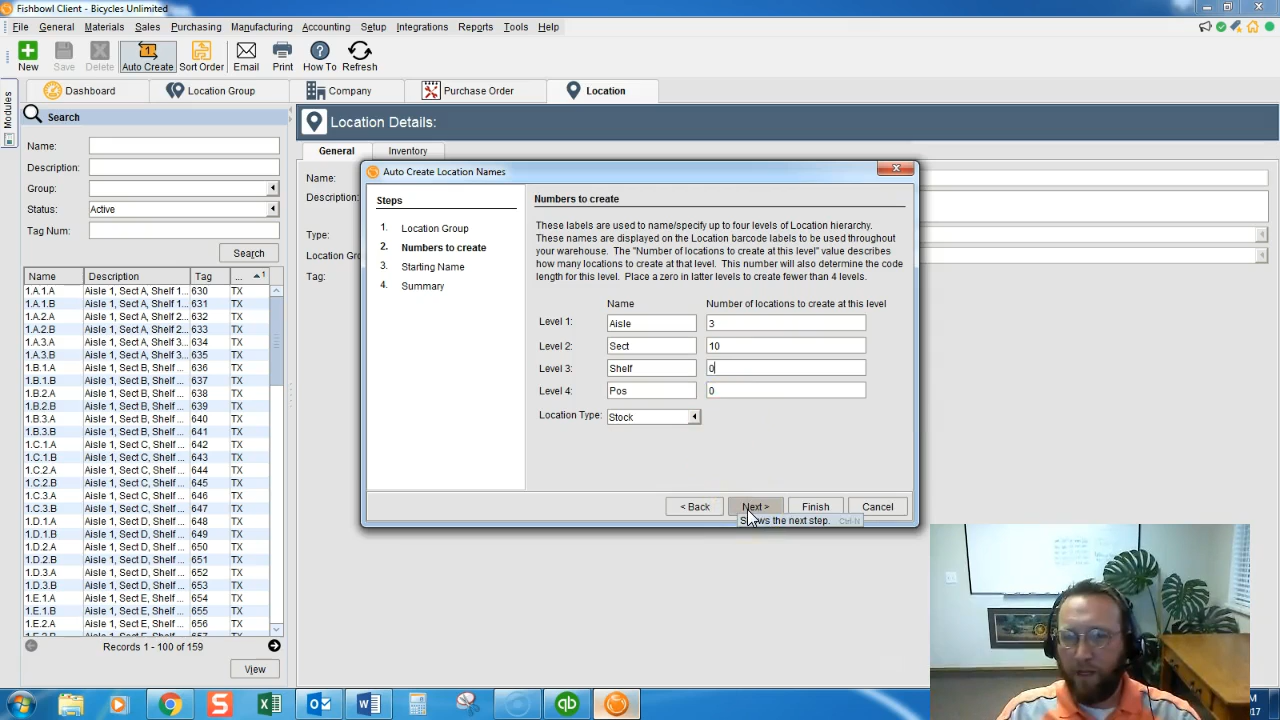 Fishbowl Client - Bicycles Unlimited
File General Materials Sales Purchasing Manufacturing Accounting Setup Integrations Reports Tools Help
New Save Delete Auto Create Sort Order Email Print How To Refresh
Modules
Dashboard Location Group Company Purchase Order Location
Search
Name:
Description:
Group:
Status: Active
Tag Num:
Search
Name Description Tag ... 1
1.A.1.A Aisle 1, Sect A, Shelf 1... 630 TX
1.A.1.B Aisle 1, Sect A, Shelf 1... 631 TX
1.A.2.A Aisle 1, Sect A, Shelf 2... 632 TX
1.A.2.B Aisle 1, Sect A, Shelf 2... 633 TX
1.A.3.A Aisle 1, Sect A, Shelf 3... 634 TX
1.A.3.B Aisle 1, Sect A, Shelf 3... 635 TX
1.B.1.A Aisle 1, Sect B, Shelf ... 636 TX
1.B.1.B Aisle 1, Sect B, Shelf ... 637 TX
1.B.2.A Aisle 1, Sect B, Shelf ... 638 TX
1.B.2.B Aisle 1, Sect B, Shelf ... 639 TX
1.B.3.A Aisle 1, Sect B, Shelf ... 640 TX
1.B.3.B Aisle 1, Sect B, Shelf ... 641 TX
1.C.1.A Aisle 1, Sect C, Shelf ... 642 TX
1.C.1.B Aisle 1, Sect C, Shelf ... 643 TX
1.C.2.A Aisle 1, Sect C, Shelf ... 644 TX
1.C.2.B Aisle 1, Sect C, Shelf ... 645 TX
1.C.3.A Aisle 1, Sect C, Shelf ... 646 TX
1.C.3.B Aisle 1, Sect C, Shelf ... 647 TX
1.D.1.A Aisle 1, Sect D, Shelf ... 648 TX
1.D.1.B Aisle 1, Sect D, Shelf ... 649 TX
1.D.2.A Aisle 1, Sect D, Shelf ... 650 TX
1.D.2.B Aisle 1, Sect D, Shelf ... 651 TX
1.D.3.A Aisle 1, Sect D, Shelf ... 652 TX
1.D.3.B Aisle 1, Sect D, Shelf ... 653 TX
1.E.1.A Aisle 1, Sect E, Shelf ... 654 TX
1.E.1.B Aisle 1, Sect E, Shelf ... 655 TX
1.E.2.A Aisle 1, Sect E, Shelf ... 656 TX
1.E.2.B Aisle 1, Sect E, Shelf ... 657 TX
Records 1 - 100 of 159
View
Location Details:
General Inventory
Name:
Description:
Type:
Location Gro
Tag:
Auto Create Location Names
Steps
1. Location Group
2. Numbers to create
3. Starting Name
4. Summary
Numbers to create
These labels are used to name/specify up to four levels of Location hierarchy.
These names are displayed on the Location barcode labels to be used throughout
your warehouse. The "Number of locations to create at this level" value describes
how many locations to create at that level. This number will also determine the code
length for this level. Place a zero in latter levels to create fewer than 4 levels.
Name Number of locations to create at this level
Level 1: Aisle 3
Level 2: Sect 10
Level 3: Shelf 0
Level 4: Pos 0
Location Type: Stock
< Back Next > Finish Cancel
the next step. Ctrl-N